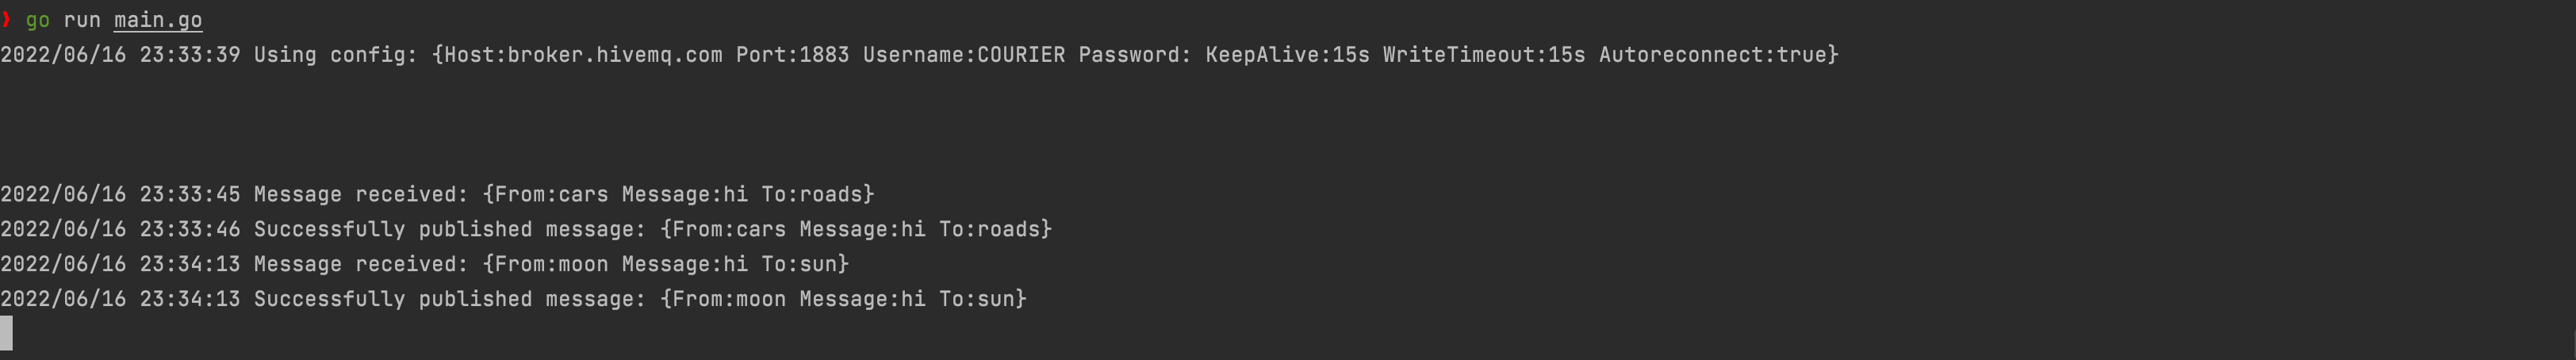 ❯ go run main.go
2022/06/16 23:33:39 Using config: {Host:broker.hivemq.com Port:1883 Username:COURIER Password: KeepAlive:15s WriteTimeout:15s Autoreconnect:true}
2022/06/16 23:33:45 Message received: {From:cars Message:hi To:roads}
2022/06/16 23:33:46 Successfully published message: {From:cars Message:hi To:roads}
2022/06/16 23:34:13 Message received: {From:moon Message:hi To:sun}
2022/06/16 23:34:13 Successfully published message: {From:moon Message:hi To:sun}